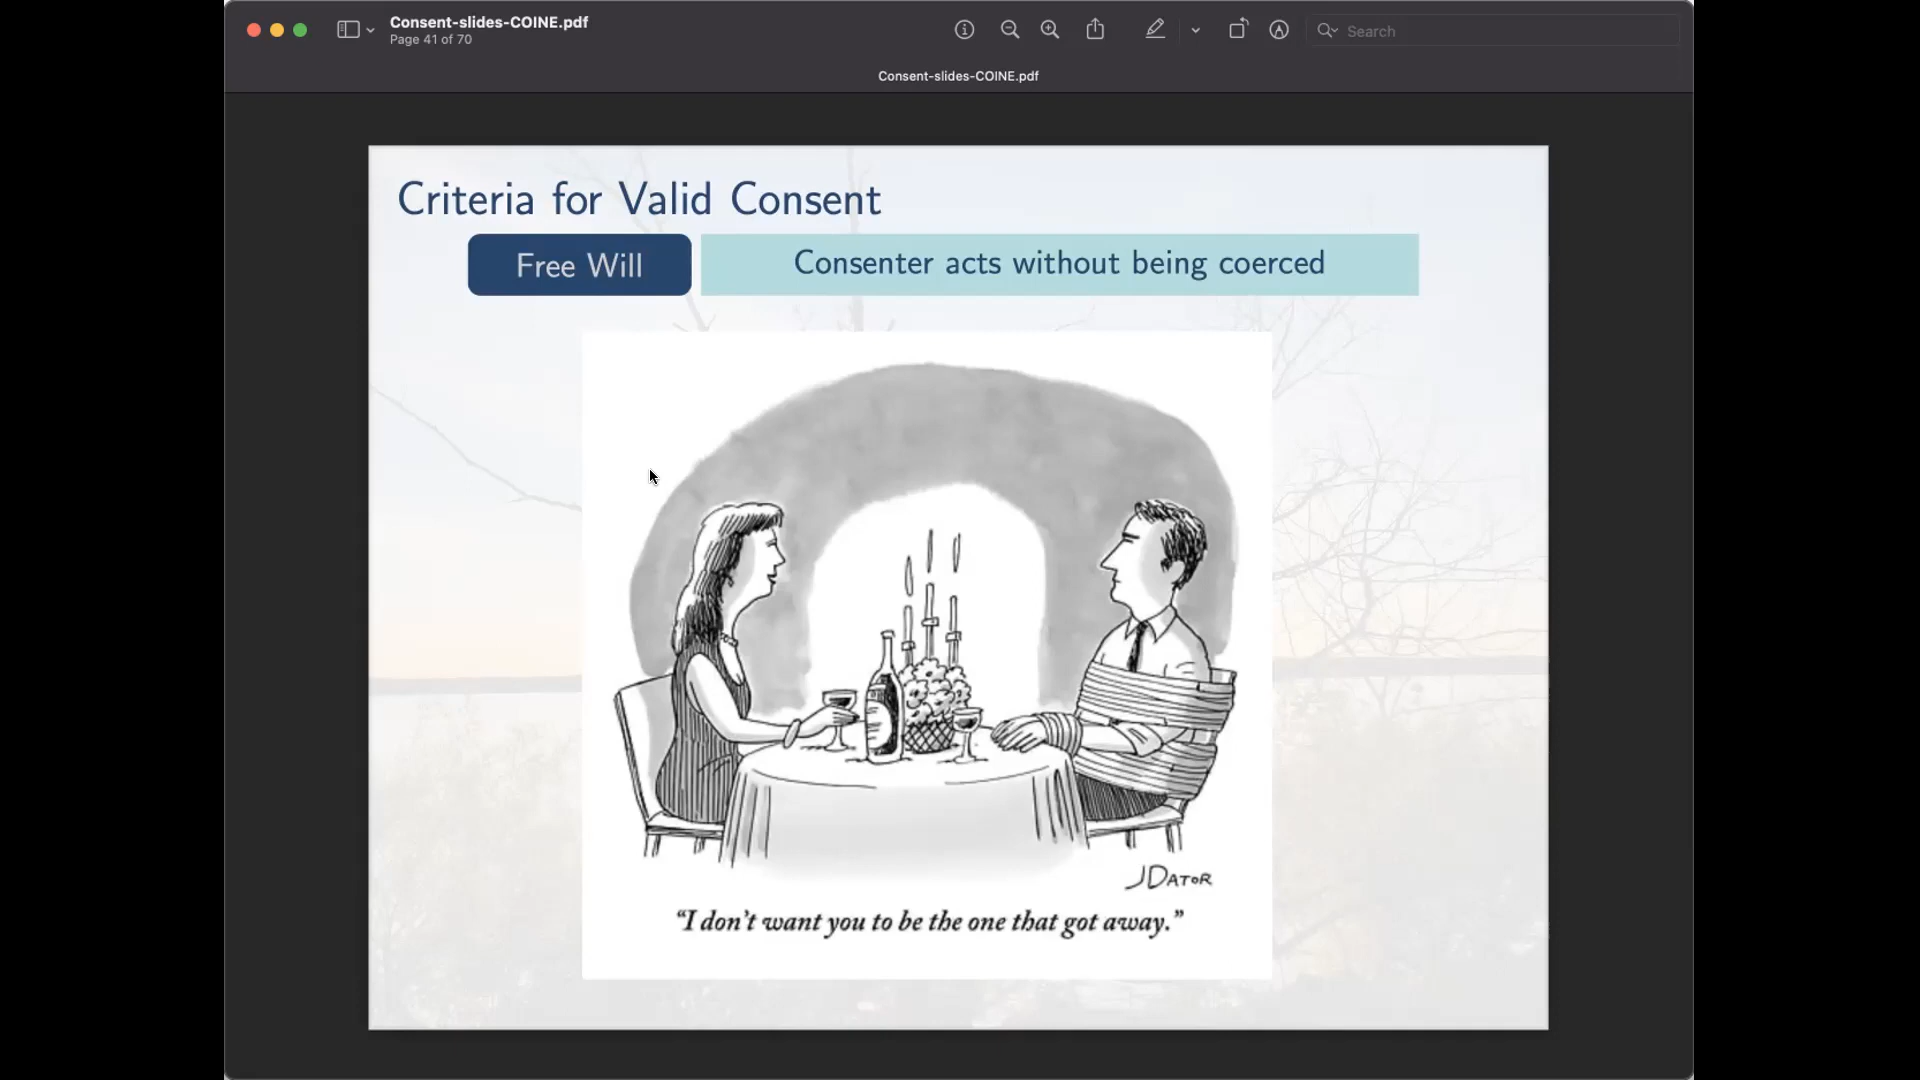 Consent-slides-COINE.pdf
Page 41 of 70
Search
Consent-slides-COINE.pdf
Criteria for Valid Consent
Free Will
Consenter acts without being coerced
JDATOR
“I don’t want you to be the one that got away.”